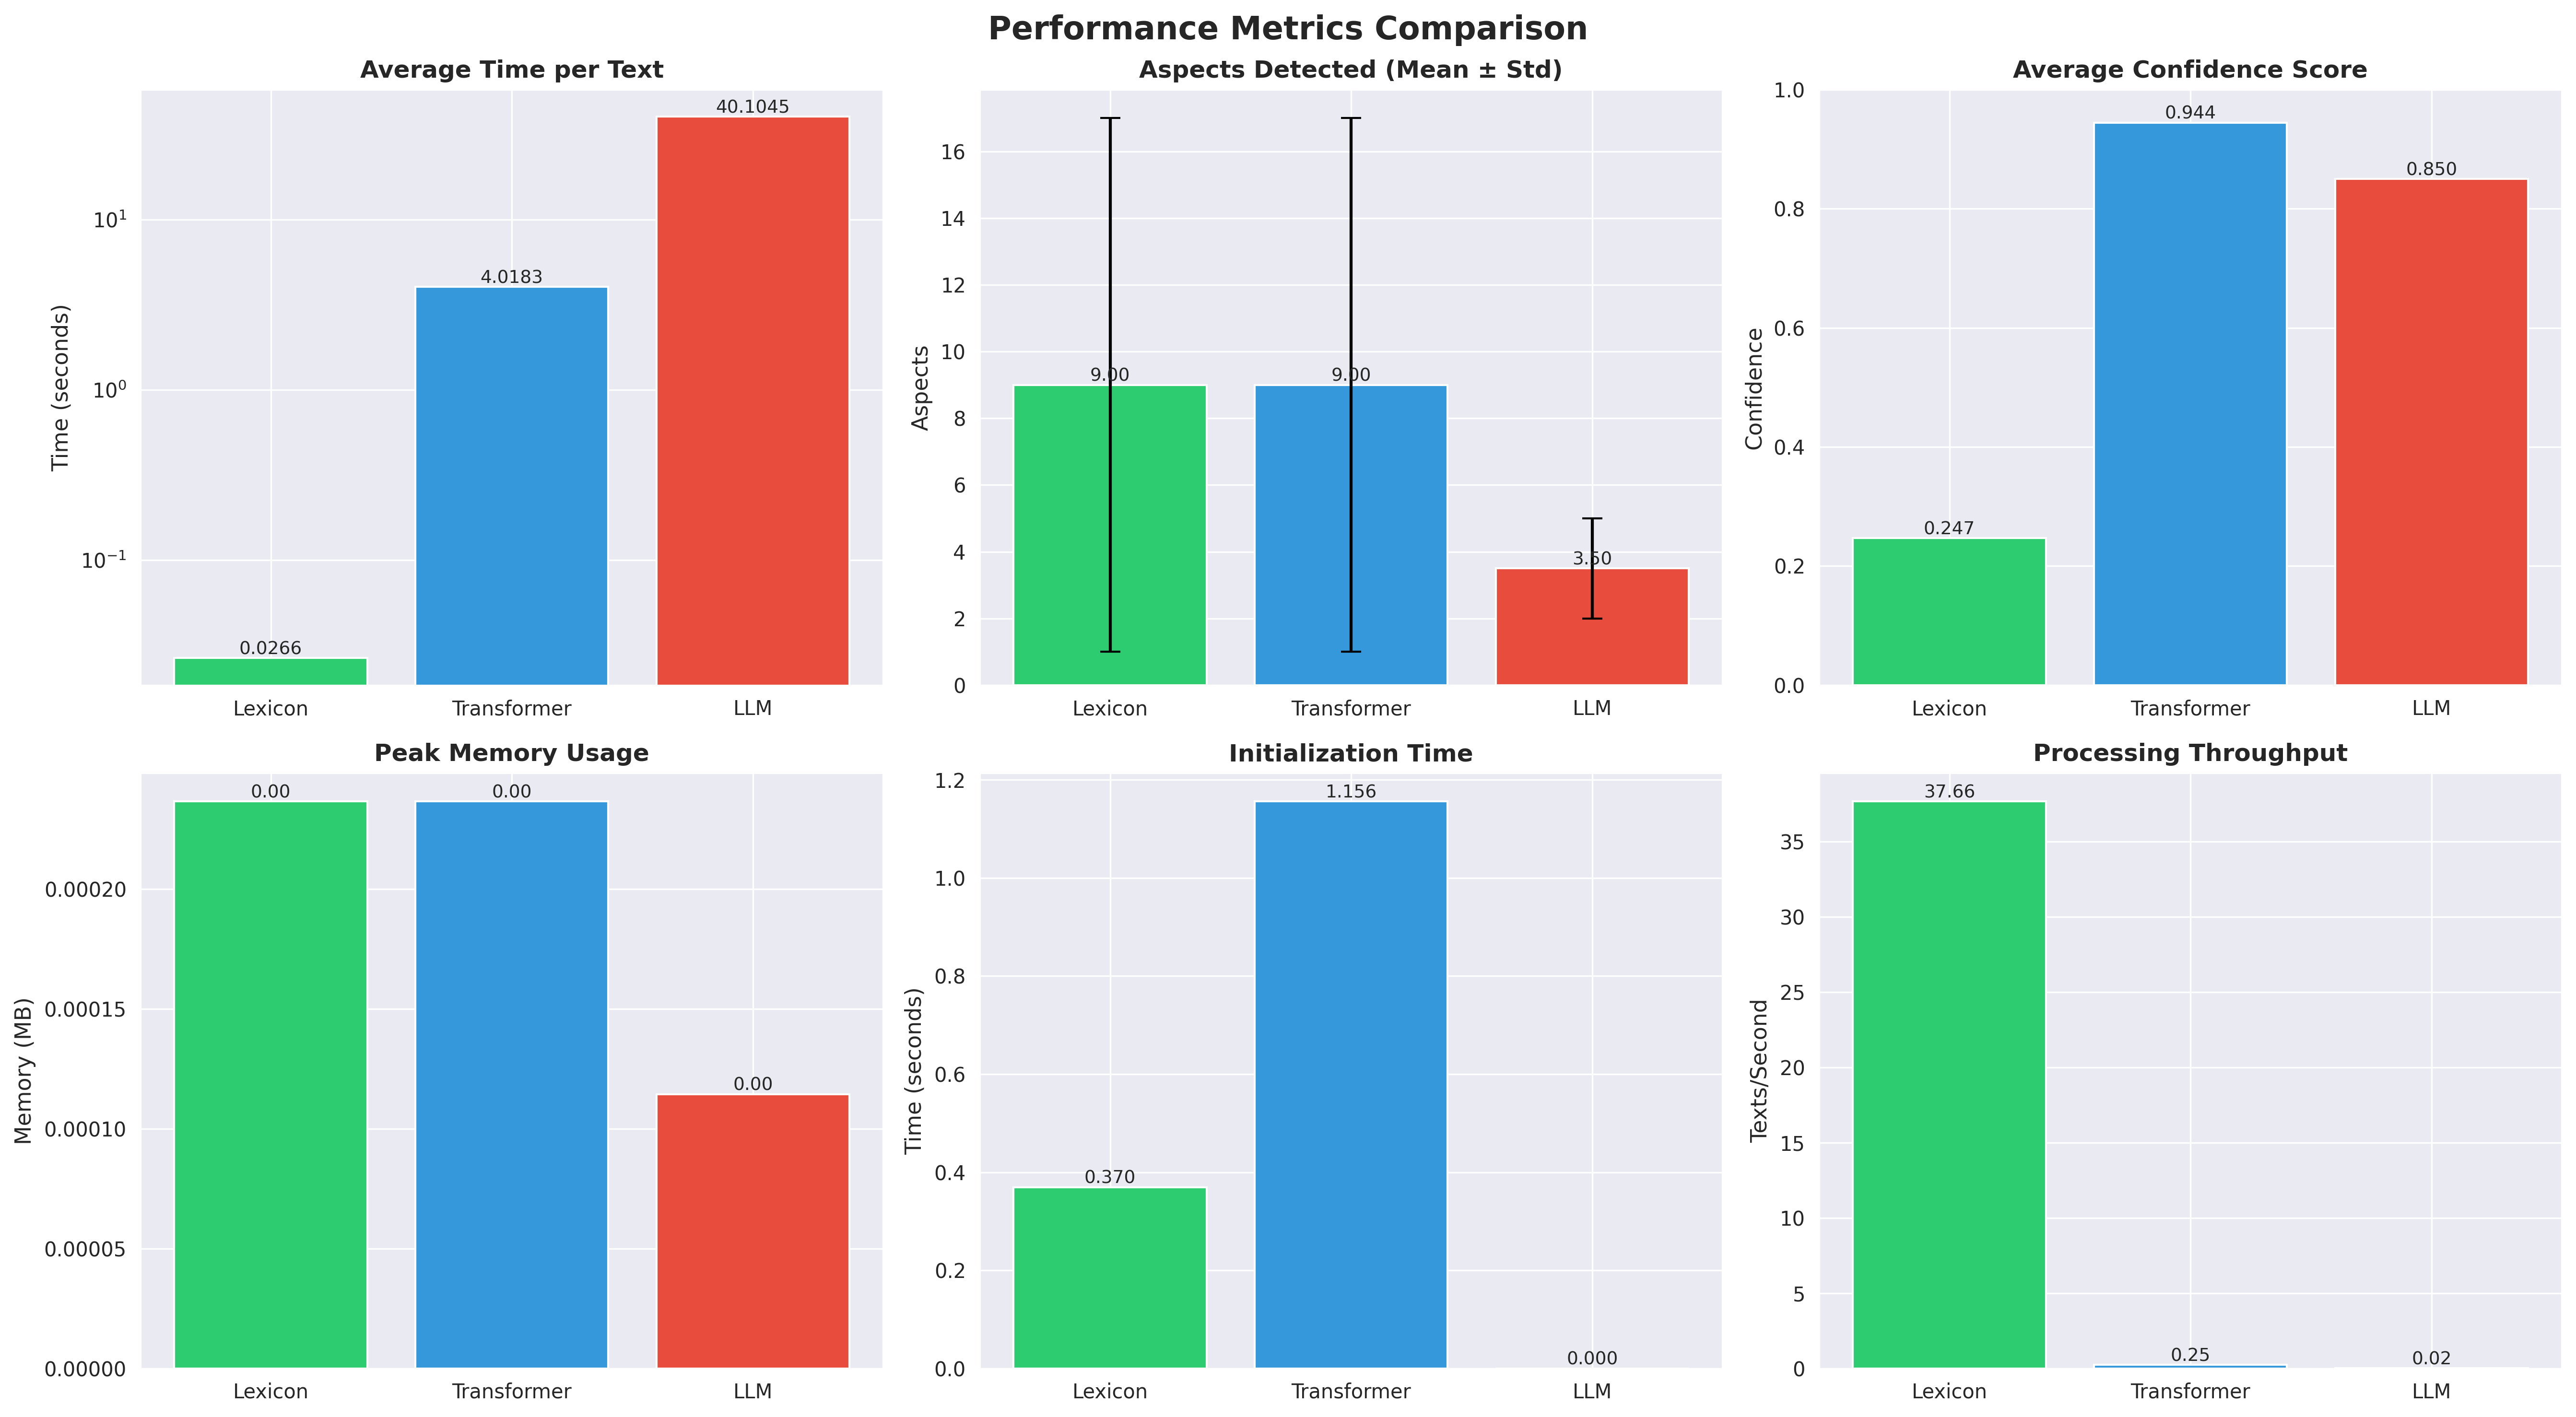 Performance Metrics Comparison
Average Time per Text
Time (seconds)
10¹
10⁰
10⁻¹
0.0266
4.0183
40.1045
Lexicon
Transformer
LLM
Aspects Detected (Mean ± Std)
Aspects
16
14
12
10
8
6
4
2
0
9.00
9.00
3.50
Lexicon
Transformer
LLM
Average Confidence Score
Confidence
1.0
0.8
0.6
0.4
0.2
0.0
0.247
0.944
0.850
Lexicon
Transformer
LLM
Peak Memory Usage
Memory (MB)
0.00020
0.00015
0.00010
0.00005
0.00000
0.00
0.00
0.00
Lexicon
Transformer
LLM
Initialization Time
Time (seconds)
1.2
1.0
0.8
0.6
0.4
0.2
0.0
0.370
1.156
0.000
Lexicon
Transformer
LLM
Processing Throughput
Texts/Second
35
30
25
20
15
10
5
0
37.66
0.25
0.02
Lexicon
Transformer
LLM